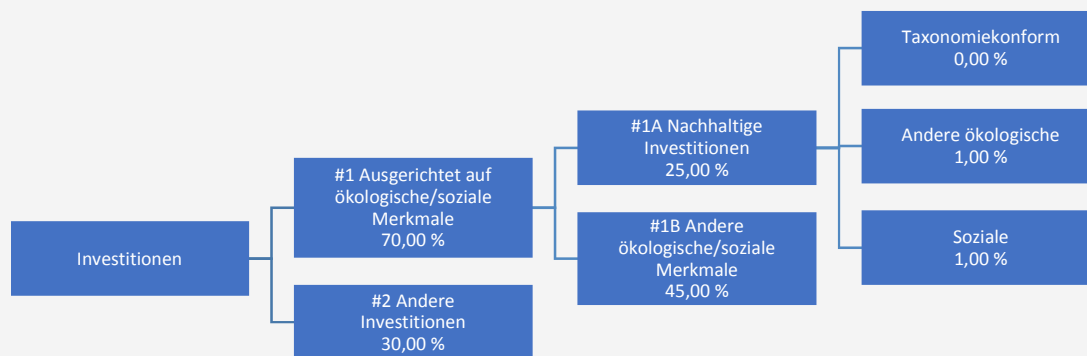 Investitionen
#1 Ausgerichtet auf
ökologische/soziale
Merkmale
70,00 %
#2 Andere
Investitionen
30,00 %
#1A Nachhaltige
Investitionen
25,00 %
#1B Andere
ökologische/soziale
Merkmale
45,00 %
Taxonomiekonform
0,00 %
Andere ökologische
1,00 %
Soziale
1,00 %